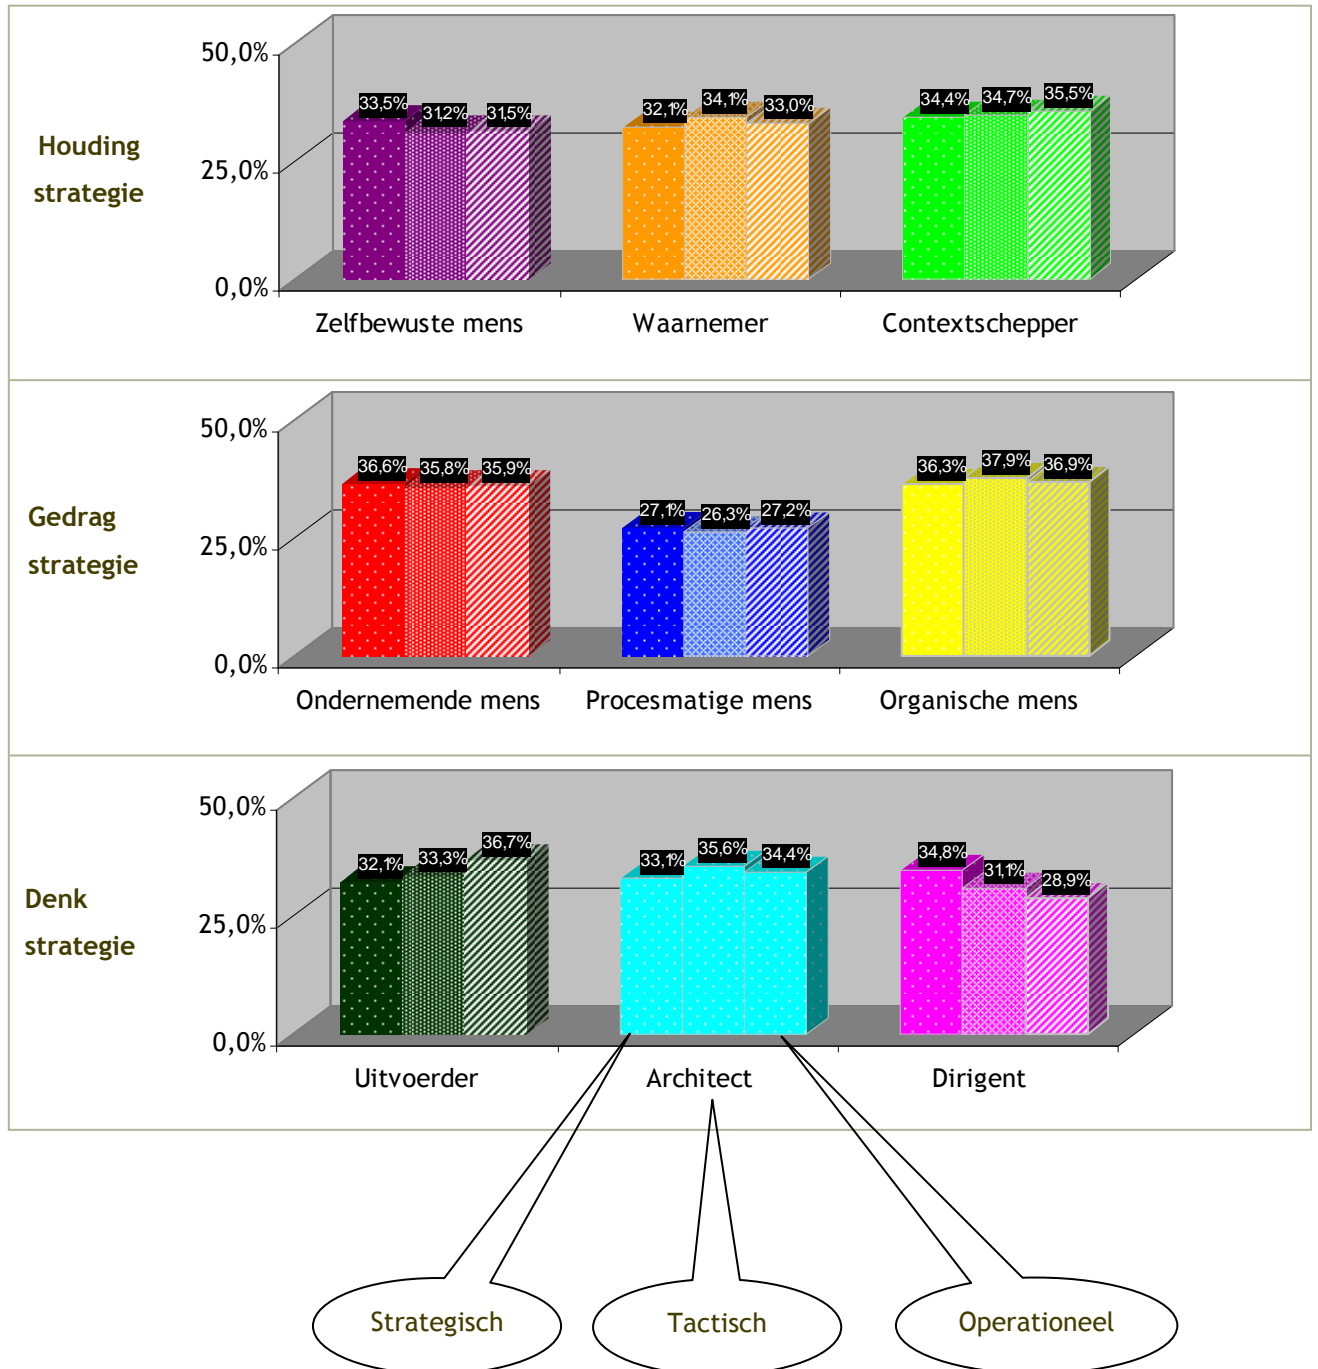 50,0%
33,5% 31,2% 31,5% 32,1% 34,1% 33,0% 34,4% 34,7% 35,5%
Houding
strategie
25,0%
0,0%
Zelfbewuste mens Waarnemer Contextschepper
50,0%
36,6% 35,8% 35,9% 27,1% 26,3% 27,2% 36,3% 37,9% 36,9%
Gedrag
strategie
25,0%
0,0%
Ondernemende mens Procesmatige mens Organische mens
50,0%
32,1% 33,3% 36,7% 33,1% 35,6% 34,4% 34,8% 31,1% 28,9%
Denk
strategie
25,0%
0,0%
Uitvoerder Architect Dirigent
Strategisch Tactisch Operationeel